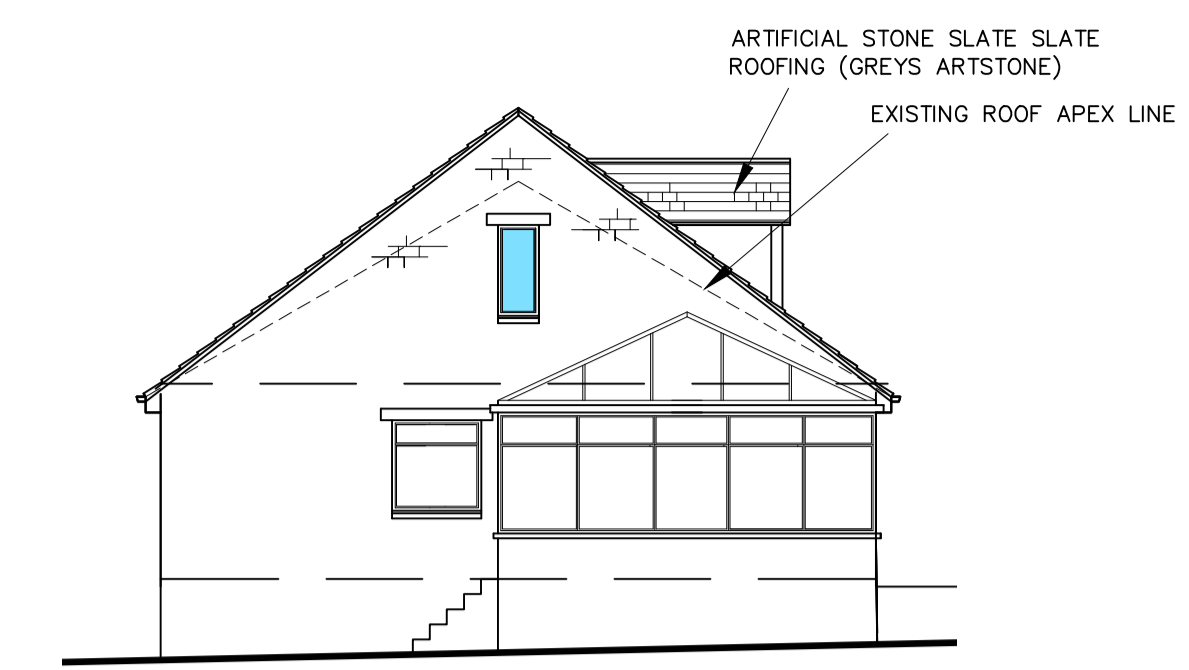 ARTIFICIAL STONE SLATE SLATE
ROOFING (GREYS ARTSTONE)
EXISTING ROOF APEX LINE